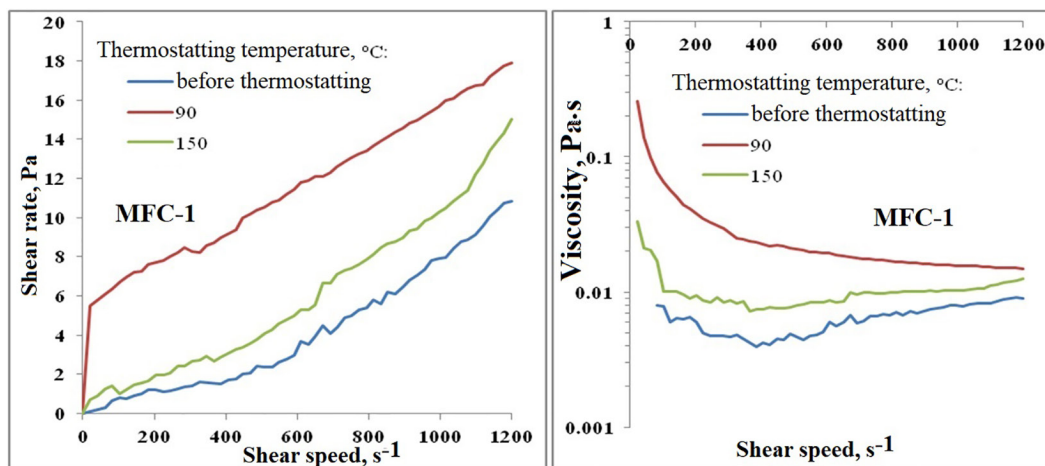 20
18
16
14
12
10
8
6
4
2
0
Shear rate, Pa
Thermostatting temperature, °C:
before thermostatting
90
150
MFC-1
0 200 400 600 800 1000 1200
Shear speed, s⁻¹
0 200 400 600 800 1000 1200
1
0.1
0.01
0.001
Viscosity, Pa·s
Thermostatting temperature, °C:
before thermostatting
90
150
MFC-1
Shear speed, s⁻¹